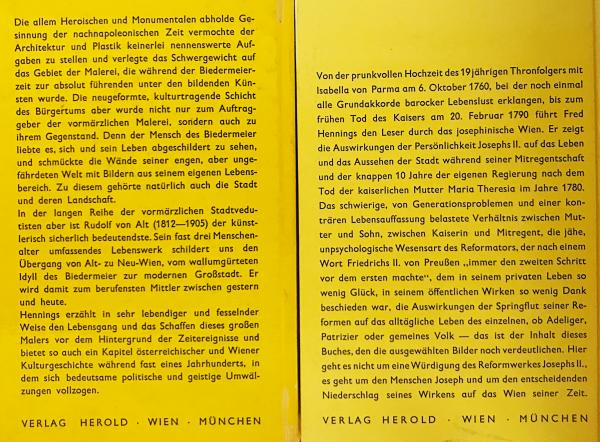 Die allem Heroischen und Monumentalen abholde Ge-
sinnung der nachnapoleonischen Zeit vermochte der
Architektur und Plastik keinerlei nennenswerte Auf-
gaben zu stellen und verlegte das Schwergewicht auf
das Gebiet der Malerei, die während der Biedermeier-
zeit zur absolut führenden unter den bildenden Kün-
sten wurde. Die neugeformte, kulturtragende Schicht
des Bürgertums aber wurde nicht nur zum Auftrag-
geber der vormärzlichen Malerei, sondern auch zu
ihrem Gegenstand. Denn der Mensch des Biedermeier
liebte es, sich und sein Leben abgeschildert zu sehen,
und schmückte die Wände seiner engen, aber unge-
fährdeten Welt mit Bildern aus seinem eigenen Lebens-
bereich. Zu diesem gehörte natürlich auch die Stadt
und deren Landschaft.
In der langen Reihe der vormärzlichen Stadtvedu-
tisten aber ist Rudolf von Alt (1812—1905) der künst-
lerisch sicherlich bedeutendste. Sein fast drei Menschen-
alter umfassendes Lebenswerk schildert uns den
Übergang von Alt- zu Neu-Wien, vom wallumgürteten
Idyll des Biedermeier zur modernen Großstadt. Er
wird damit zum berufensten Mittler zwischen gestern
und heute.
Hennings erzählt in sehr lebendiger und fesselnder
Weise den Lebensgang und das Schaffen dieses großen
Malers vor dem Hintergrund der Zeitereignisse und
bietet so auch ein Kapitel österreichischer und Wiener
Kulturgeschichte während fast eines Jahrhunderts, in
dem sich bedeutsame politische und geistige Umwäl-
zungen vollzogen.
VERLAG HEROLD · WIEN · MÜNCHEN
Von der prunkvollen Hochzeit des 19jährigen Thronfolgers mit
Isabella von Parma am 6. Oktober 1760, bei der noch einmal
alle Grundakkorde barocker Lebenslust erklangen, bis zum
frühen Tod des Kaisers am 20. Februar 1790 führt Fred
Hennings den Leser durch das josephinische Wien. Er zeigt
die Auswirkungen der Persönlichkeit Josephs II. auf das Leben
und das Aussehen der Stadt während seiner Mitregentschaft
und der knappen 10 Jahre der eigenen Regierung nach dem
Tod der kaiserlichen Mutter Maria Theresia im Jahre 1780.
Das schwierige, von Generationsproblemen und einer kon-
trären Lebensauffassung belastete Verhältnis zwischen Mut-
ter und Sohn, zwischen Kaiserin und Mitregent, die jähe,
unpsychologische Wesensart des Reformators, der nach einem
Wort Friedrichs II. von Preußen „immer den zweiten Schritt
vor dem ersten machte“, dem in seinem privaten Leben so
wenig Glück, in seinem öffentlichen Wirken so wenig Dank
beschieden war, die Auswirkungen der Springflut seiner Re-
formen auf das alltägliche Leben des einzelnen, ob Adeliger,
Patrizier oder gemeines Volk — das ist der Inhalt dieses
Buches, den die ausgewählten Bilder noch verdeutlichen. Hier
geht es nicht um eine Würdigung des Reformwerkes Josephs II.,
es geht um den Menschen Joseph und um den entscheidenden
Niederschlag seines Wirkens auf das Wien seiner Zeit.
VERLAG HEROLD · WIEN · MÜNCHEN